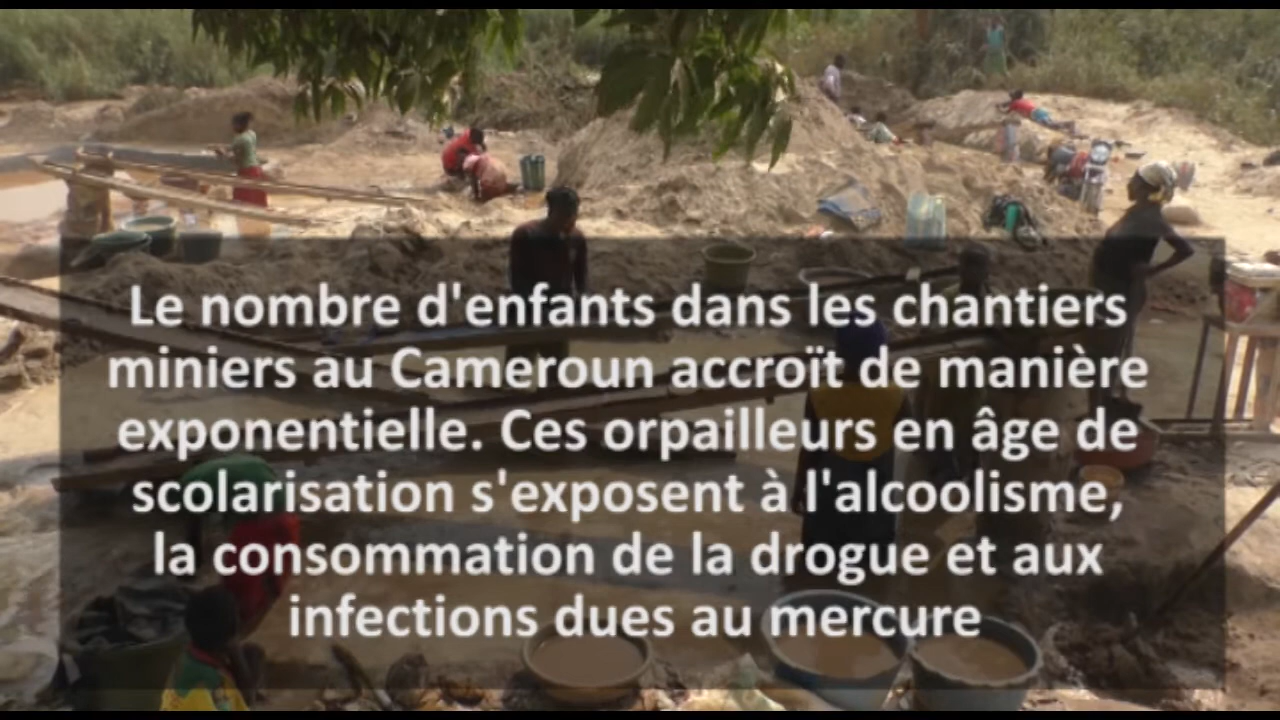 Le nombre d'enfants dans les chantiers
miniers au Cameroun accroït de manière
exponentielle. Ces orpailleurs en âge de
scolarisation s'exposent à l'alcoolisme,
la consommation de la drogue et aux
infections dues au mercure